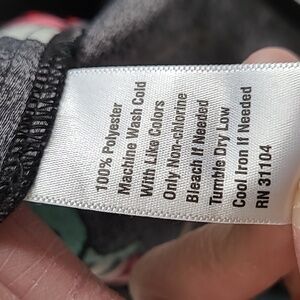 100% Polyester
Machine Wash Cold
With Like Colors
Only Non-chlorine
Bleach If Needed
Tumble Dry Low
Cool Iron If Needed
RN 31104